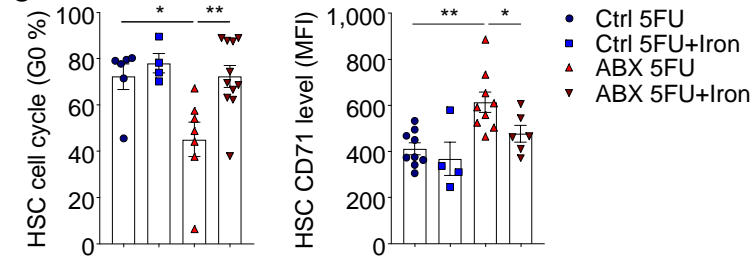 HSC cell cycle (G0 %)
100
80
60
40
20
0
*
**
HSC CD71 level (MFI)
1,000
800
600
400
200
0
**
*
Ctrl 5FU
Ctrl 5FU+Iron
ABX 5FU
ABX 5FU+Iron